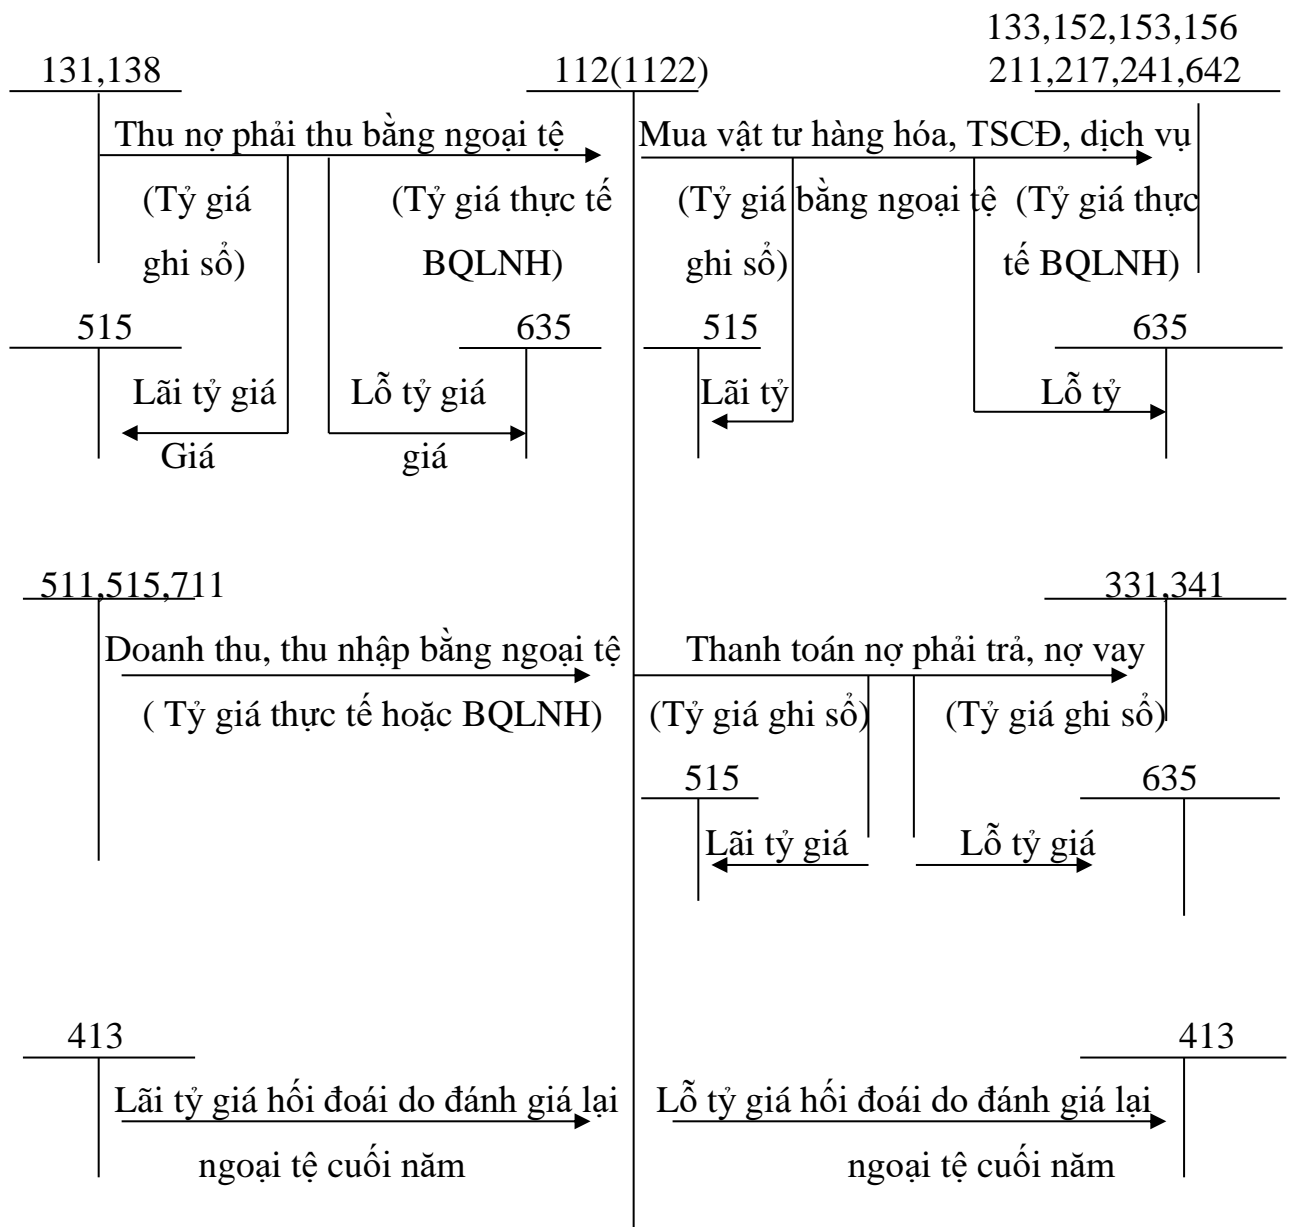 133,152,153,156
131,138 112(1122) 211,217,241,642
Thu nợ phải thu bằng ngoại tệ Mua vật tư hàng hóa, TSCĐ, dịch vụ
(Tỷ giá (Tỷ giá thực tế (Tỷ giá bằng ngoại tệ (Tỷ giá thực
ghi sổ) BQLNH) ghi sổ) tế BQLNH)
515 635 515 635
Lãi tỷ giá Lỗ tỷ giá Lãi tỷ Lỗ tỷ
Giá giá
511,515,711 331,341
Doanh thu, thu nhập bằng ngoại tệ Thanh toán nợ phải trả, nợ vay
( Tỷ giá thực tế hoặc BQLNH) (Tỷ giá ghi sổ) (Tỷ giá ghi sổ)
515 635
Lãi tỷ giá Lỗ tỷ giá
413 413
Lãi tỷ giá hối đoái do đánh giá lại Lỗ tỷ giá hối đoái do đánh giá lại
ngoại tệ cuối năm ngoại tệ cuối năm